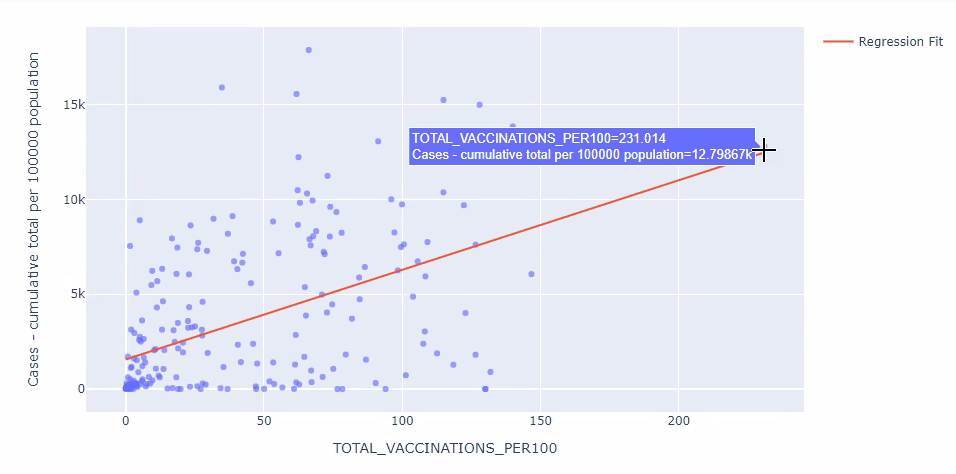 Regression Fit
Cases - cumulative total per 100000 population
15k
10k
5k
0
TOTAL_VACCINATIONS_PER100=231.014
Cases - cumulative total per 100000 population=12.79867k
0
50
100
150
200
TOTAL_VACCINATIONS_PER100